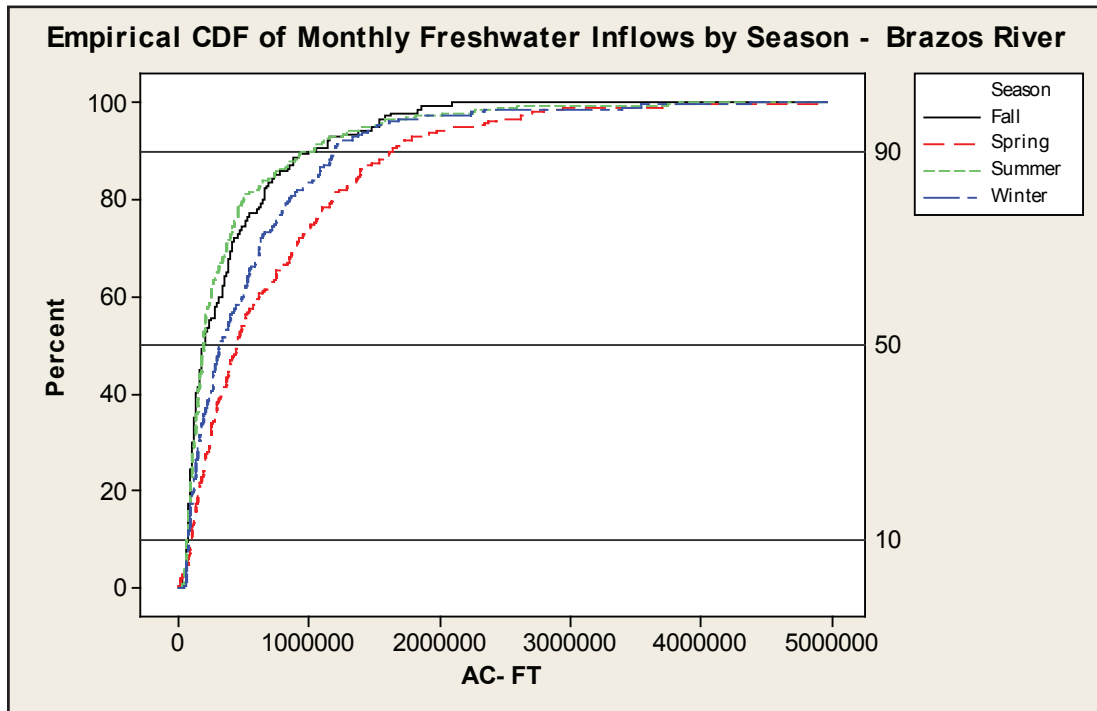 Empirical CDF of Monthly Freshwater Inflows by Season - Brazos River
Season
Fall
Spring
Summer
Winter
100
80
60
40
20
0
Percent
90
50
10
0
1000000
2000000
3000000
4000000
5000000
AC- FT